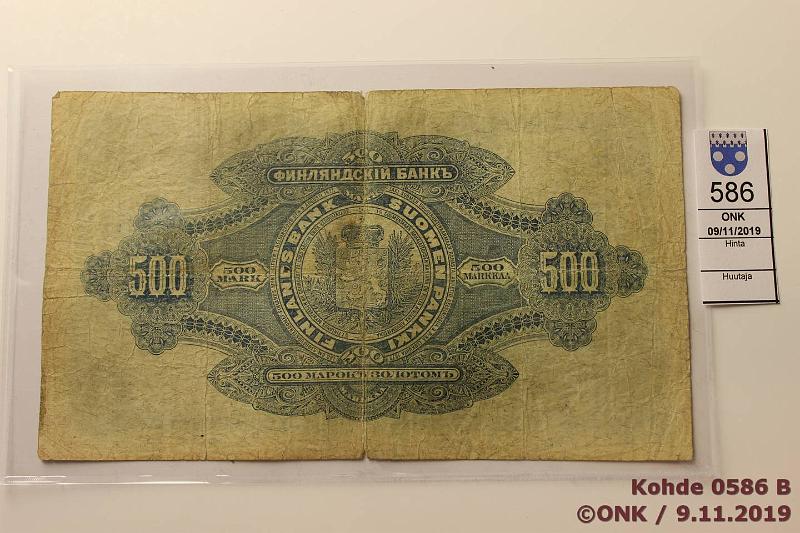 500
ФИНЛЯНДСКІЙ БАНКЪ
FINLANDS BANK
SUOMEN PANKKI
500
500
MARK
500
MARKKAA
500
500
500 МАРОКЪ ЗОЛОТОМЪ
586
ONK
09/11/2019
Hinta
Huutaja
Kohde 0586 B
©ONK / 9.11.2019